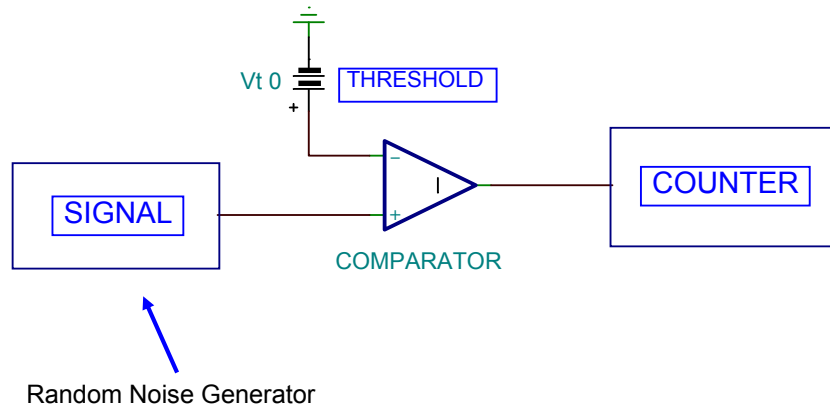 Vt 0
THRESHOLD
+
−
SIGNAL
+
COMPARATOR
COUNTER
Random Noise Generator